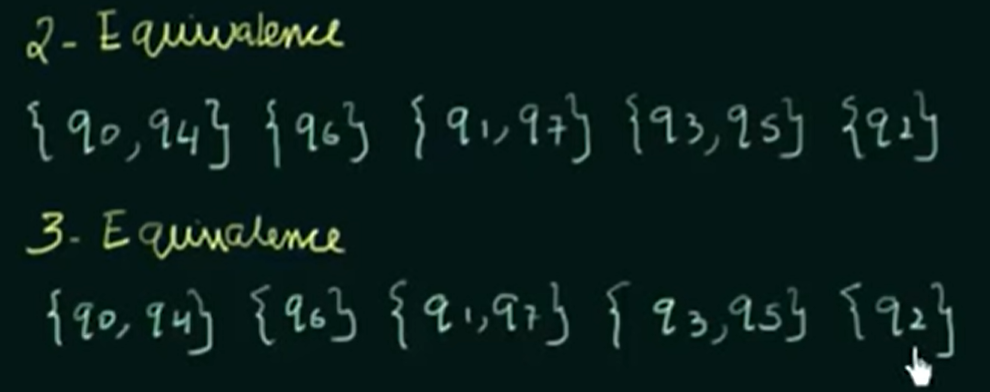 2- Equivalence
{q0,q4} {q6} {q1,q7} {q3,q5} {q2}
3- Equivalence
{q0,q4} {q6} {q1,q7} {q3,q5} {q2}